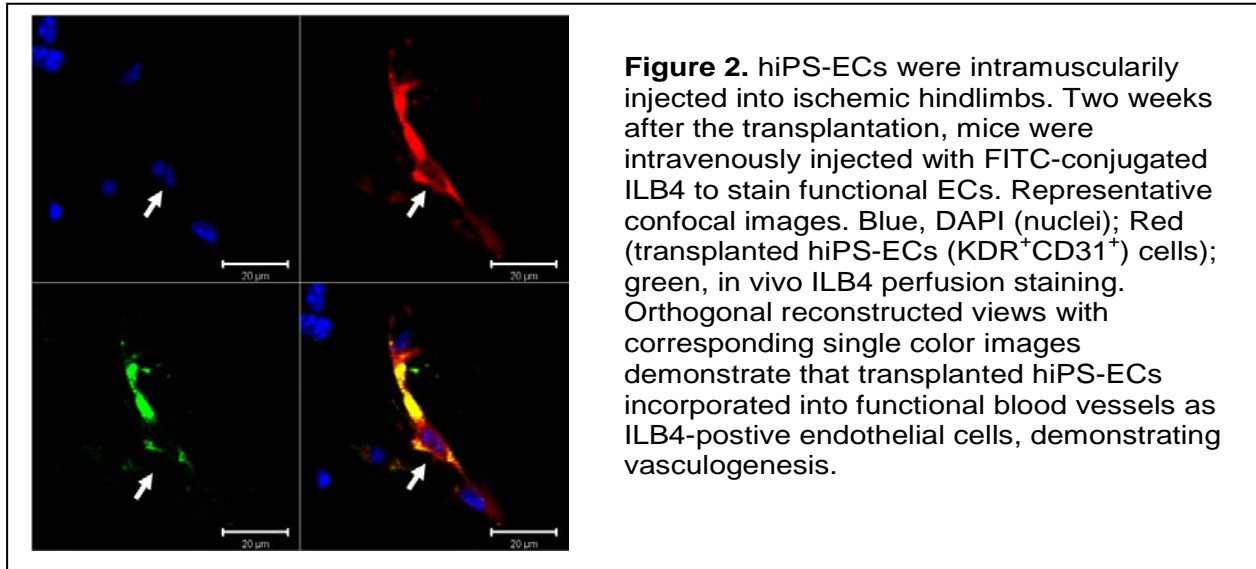 Figure 2. hiPS-ECs were intramuscularily
injected into ischemic hindlimbs. Two weeks
after the transplantation, mice were
intravenously injected with FITC-conjugated
ILB4 to stain functional ECs. Representative
confocal images. Blue, DAPI (nuclei); Red
(transplanted hiPS-ECs (KDR⁺CD31⁺) cells);
green, in vivo ILB4 perfusion staining.
Orthogonal reconstructed views with
corresponding single color images
demonstrate that transplanted hiPS-ECs
incorporated into functional blood vessels as
ILB4-postive endothelial cells, demonstrating
vasculogenesis.
20 µm
20 µm
20 µm
20 µm